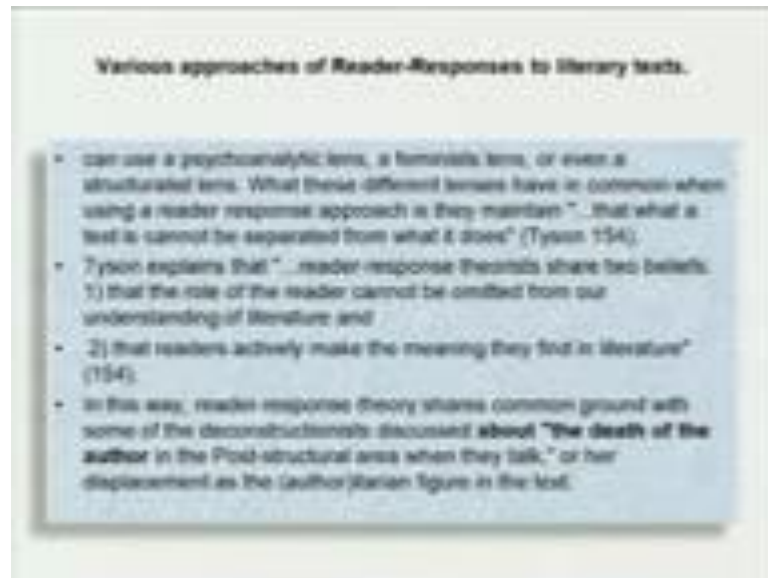 Various approaches of Reader-Responses to literary texts.
• can use a psychoanalytic lens, a feminists lens, or even a
structuralist lens. What these different lenses have in common when
using a reader response approach is they maintain "...that what a
text is cannot be separated from what it does" (Tyson 154).
• Tyson explains that "...reader-response theorists share two beliefs:
1) that the role of the reader cannot be omitted from our
understanding of literature and
• 2) that readers actively make the meaning they find in literature"
(154).
• In this way, reader-response theory shares common ground with
some of the deconstructionists discussed about "the death of the
author in the Post-structural area when they talk," or her
displacement as the (author)itarian figure in the text.